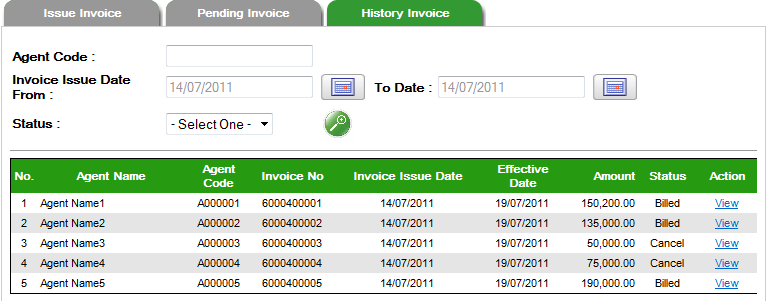 Issue Invoice Pending Invoice History Invoice
Agent Code :
Invoice Issue Date From : 14/07/2011 To Date : 14/07/2011
Status : - Select One -
No. Agent Name Agent Code Invoice No Invoice Issue Date Effective Date Amount Status Action
1 Agent Name1 A000001 6000400001 14/07/2011 19/07/2011 150,200.00 Billed View
2 Agent Name2 A000002 6000400002 14/07/2011 19/07/2011 135,000.00 Billed View
3 Agent Name3 A000003 6000400003 14/07/2011 19/07/2011 50,000.00 Cancel View
4 Agent Name4 A000004 6000400004 14/07/2011 19/07/2011 75,000.00 Cancel View
5 Agent Name5 A000005 6000400005 14/07/2011 19/07/2011 190,000.00 Billed View